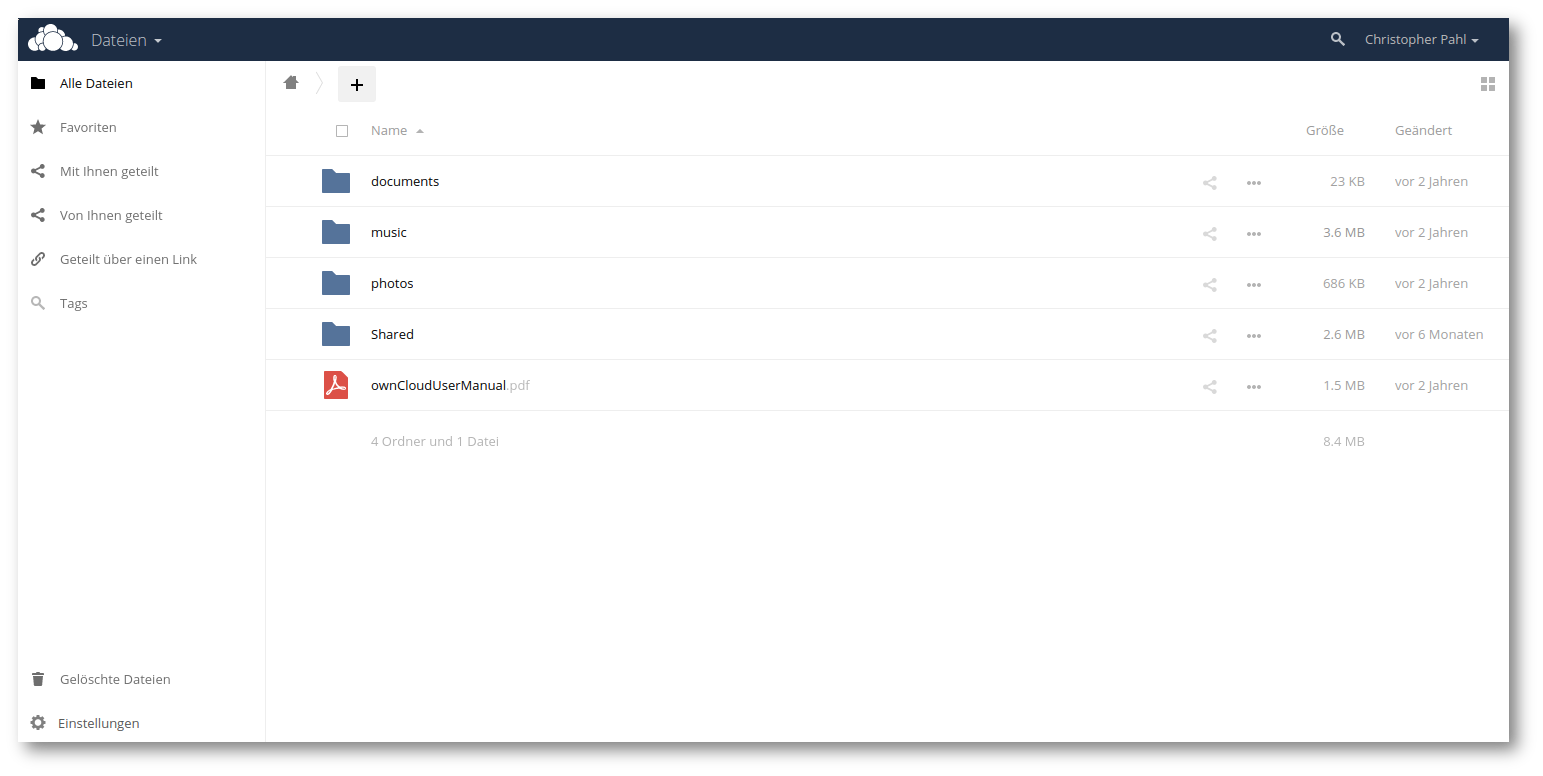 Dateien
Christopher Pahl
Alle Dateien
Favoriten
Mit Ihnen geteilt
Von Ihnen geteilt
Geteilt über einen Link
Tags
Gelöschte Dateien
Einstellungen
Name Größe Geändert
documents 23 KB vor 2 Jahren
music 3.6 MB vor 2 Jahren
photos 686 KB vor 2 Jahren
Shared 2.6 MB vor 6 Monaten
ownCloudUserManual.pdf 1.5 MB vor 2 Jahren
4 Ordner und 1 Datei 8.4 MB